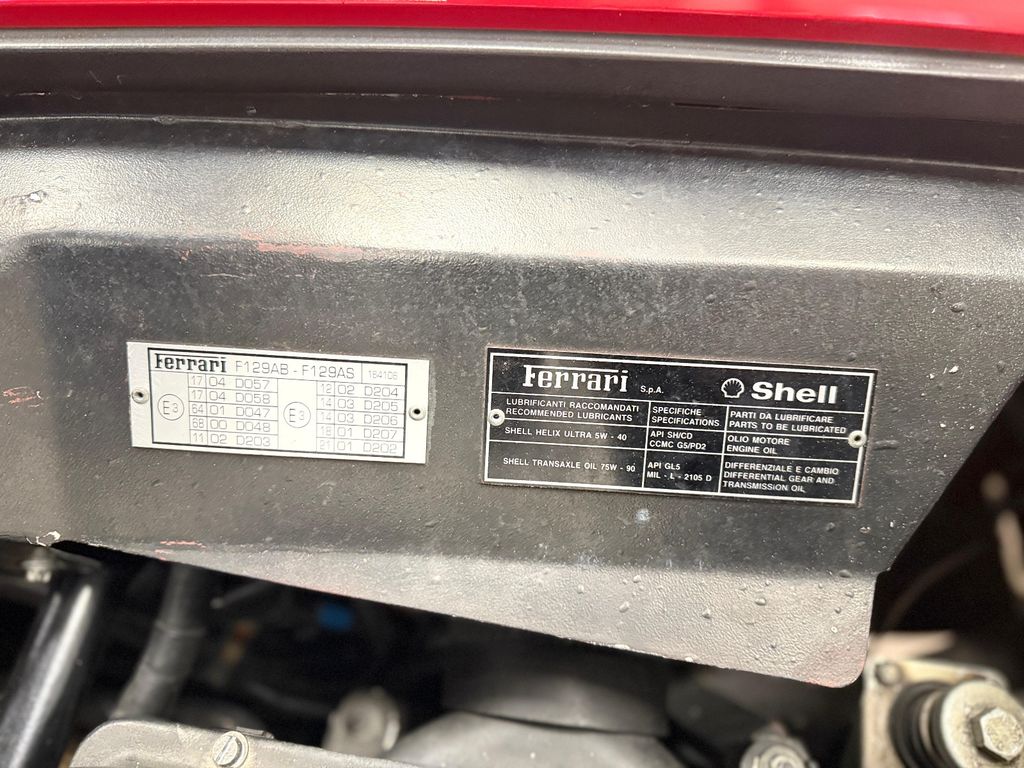 Ferrari F129AB - F129AS 164106
17 04 D057
17 04 D058
64 01 D047
68 00 D048
11 02 D203
E3
E3
12 02 D204
14 03 D205
14 03 D206
16 01 D207
21 01 D202
Ferrari S.p.A. Shell
LUBRIFICANTI RACCOMANDATI
RECOMMENDED LUBRICANTS
SPECIFICHE
SPECIFICATIONS
PARTI DA LUBRIFICARE
PARTS TO BE LUBRICATED
SHELL HELIX ULTRA 5W - 40
API SH/CD
CCMC G5/PD2
OLIO MOTORE
ENGINE OIL
SHELL TRANSAXLE OIL 75W - 90
API GL5
MIL - L - 2105 D
DIFFERENZIALE E CAMBIO
DIFFERENTIAL GEAR AND
TRANSMISSION OIL